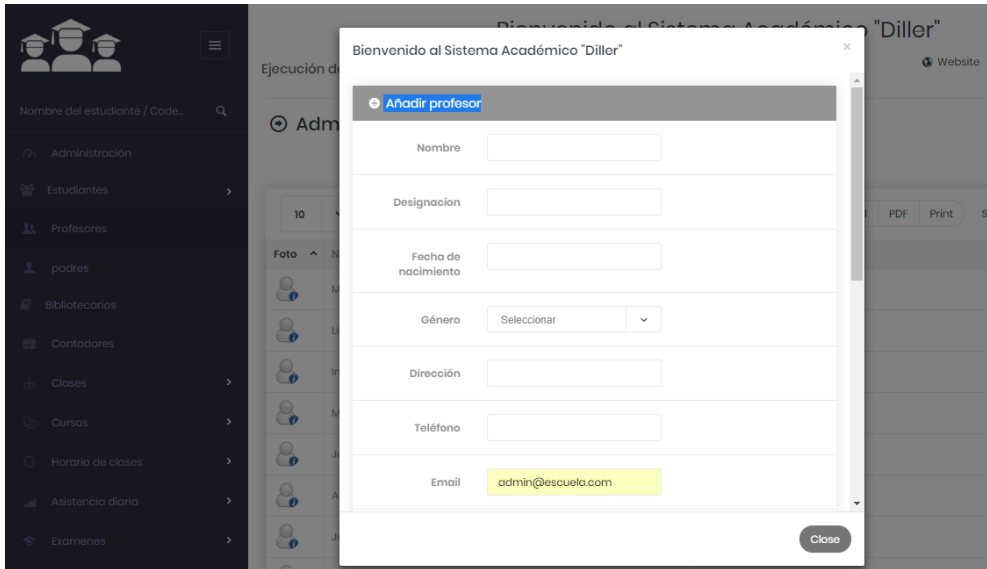 Bienvenido al Sistema Académico "Diller"
Ejecución
Website
Nombre del estudiante / Code...
Administración
Estudiantes
Profesores
padres
Bibliotecarios
Contadores
Clases
Cursos
Horario de clases
Asistencia diaria
Examenes
10
PDF
Print
Foto
Bienvenido al Sistema Académico "Diller"
×
Añadir profesor
Nombre
Designacion
Fecha de
nacimiento
Género
Seleccionar
Dirección
Teléfono
Email
admin@escuela.com
Close